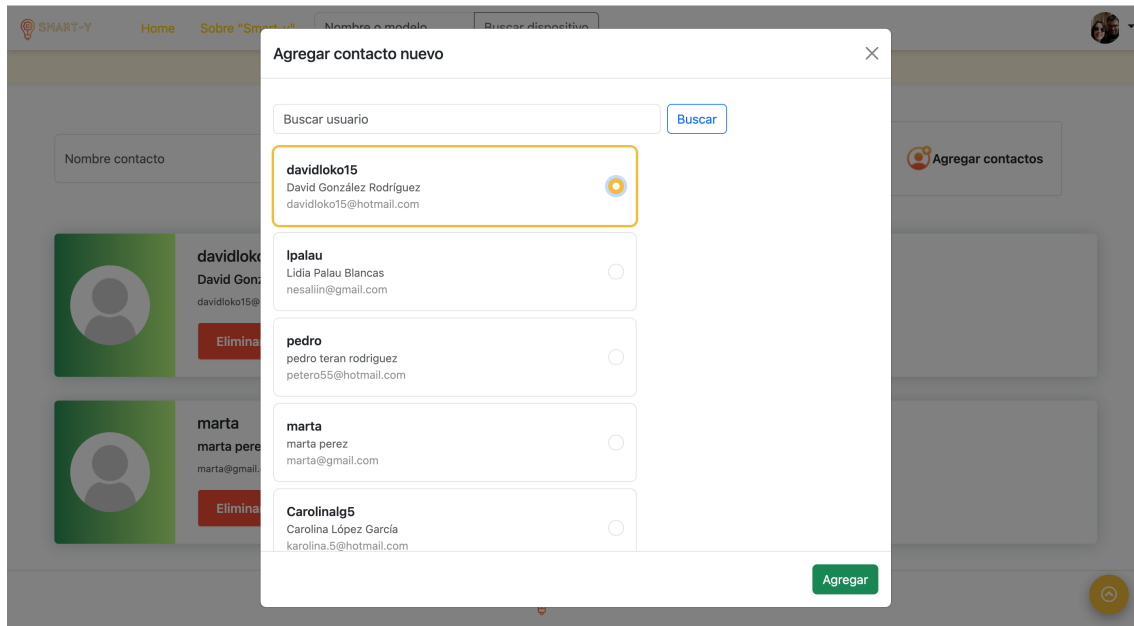 SMART-Y
Home
Sobre "Smart-y"
Nombre o modelo
Buscar dispositivo
Agregar contacto nuevo
Buscar usuario
Buscar
Nombre contacto
Agregar contactos
davidloko15
David González Rodríguez
davidloko15@hotmail.com
lpalau
Lidia Palau Blancas
nesaliin@gmail.com
pedro
pedro teran rodriguez
petero55@hotmail.com
marta
marta perez
marta@gmail.com
Carolinalg5
Carolina López García
karolina.5@hotmail.com
Agregar
davidlok
David Gonz
davidloko15@
Elimina
marta
marta pere
marta@gmail.
Elimina